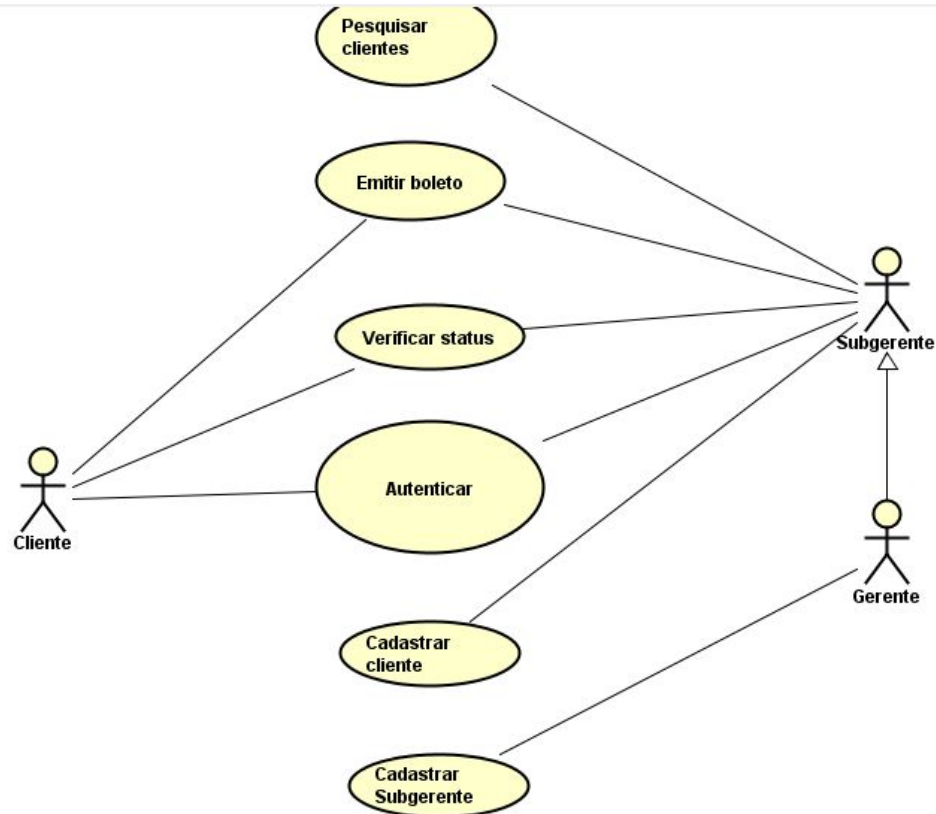 Pesquisar
clientes
Emitir boleto
Verificar status
Subgerente
Autenticar
Cliente
Gerente
Cadastrar
cliente
Cadastrar
Subgerente